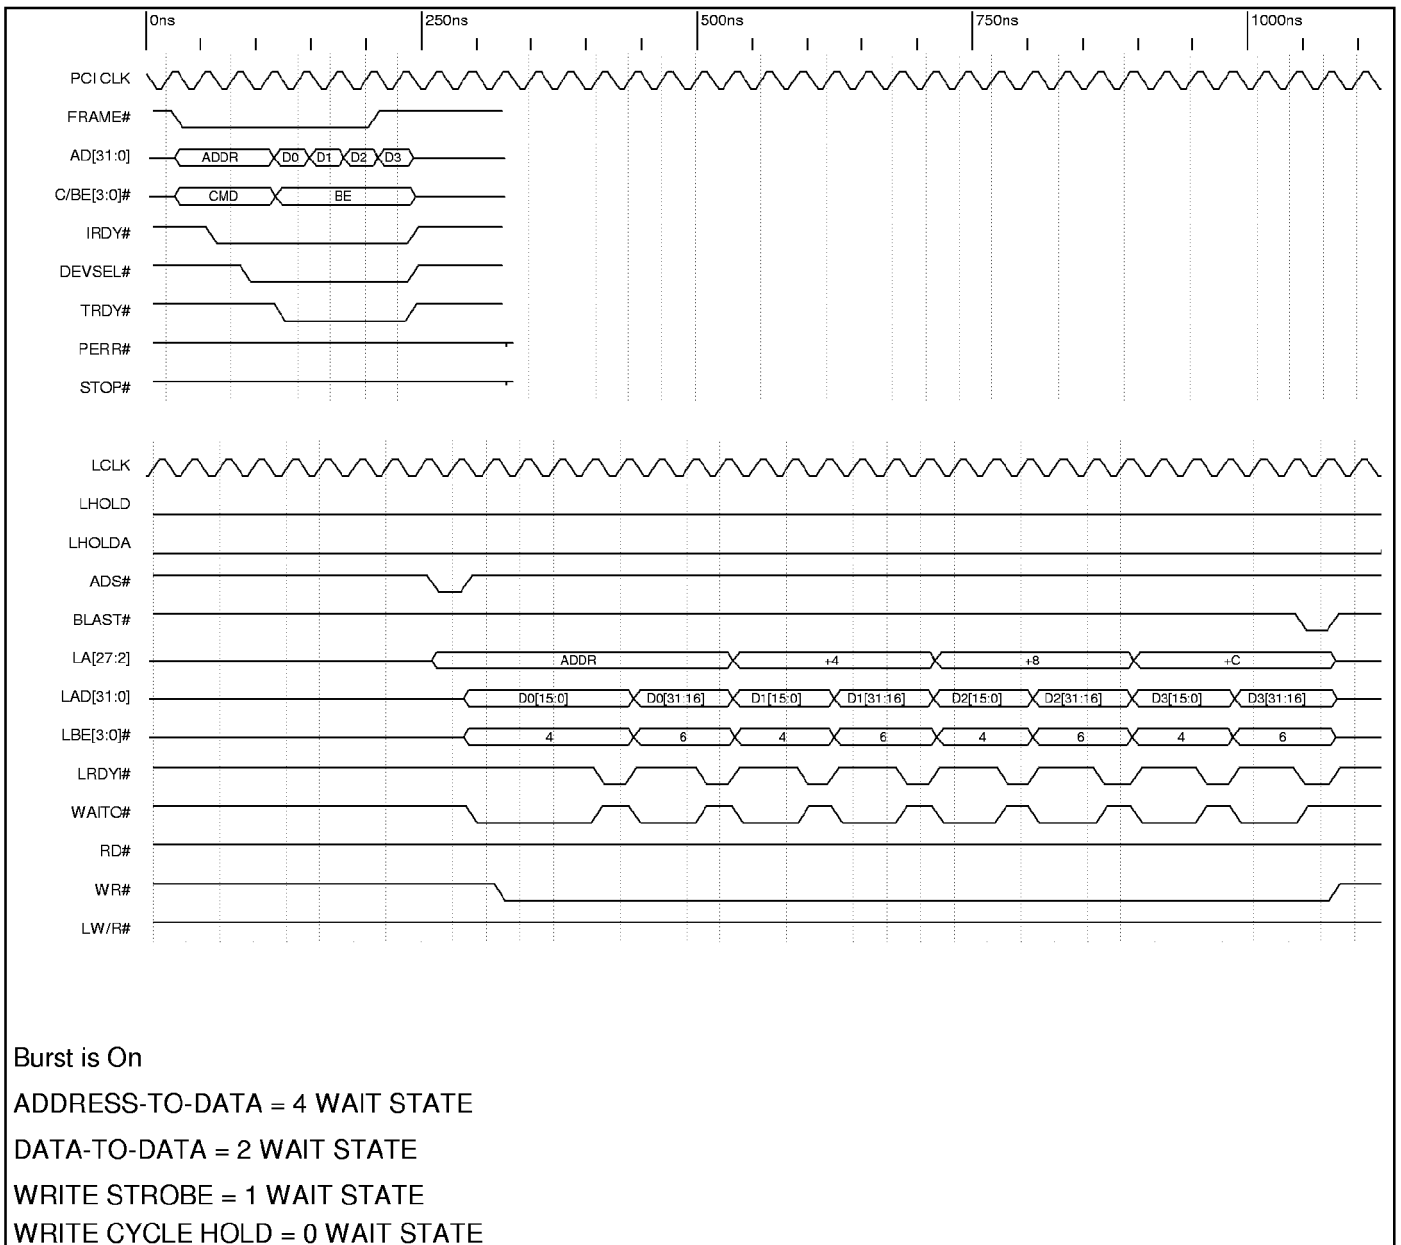 0ns 250ns 500ns 750ns 1000ns
PCI CLK
FRAME#
AD[31:0] ADDR D0 D1 D2 D3
C/BE[3:0]# CMD BE
IRDY#
DEVSEL#
TRDY#
PERR#
STOP#
LCLK
LHOLD
LHOLDA
ADS#
BLAST#
LA[27:2] ADDR +4 +8 +C
LAD[31:0] D0[15:0] D0[31:16] D1[15:0] D1[31:16] D2[15:0] D2[31:16] D3[15:0] D3[31:16]
LBE[3:0]# 4 6 4 6 4 6 4 6
LRDYI#
WAITO#
RD#
WR#
LW/R#
Burst is On
ADDRESS-TO-DATA = 4 WAIT STATE
DATA-TO-DATA = 2 WAIT STATE
WRITE STROBE = 1 WAIT STATE
WRITE CYCLE HOLD = 0 WAIT STATE